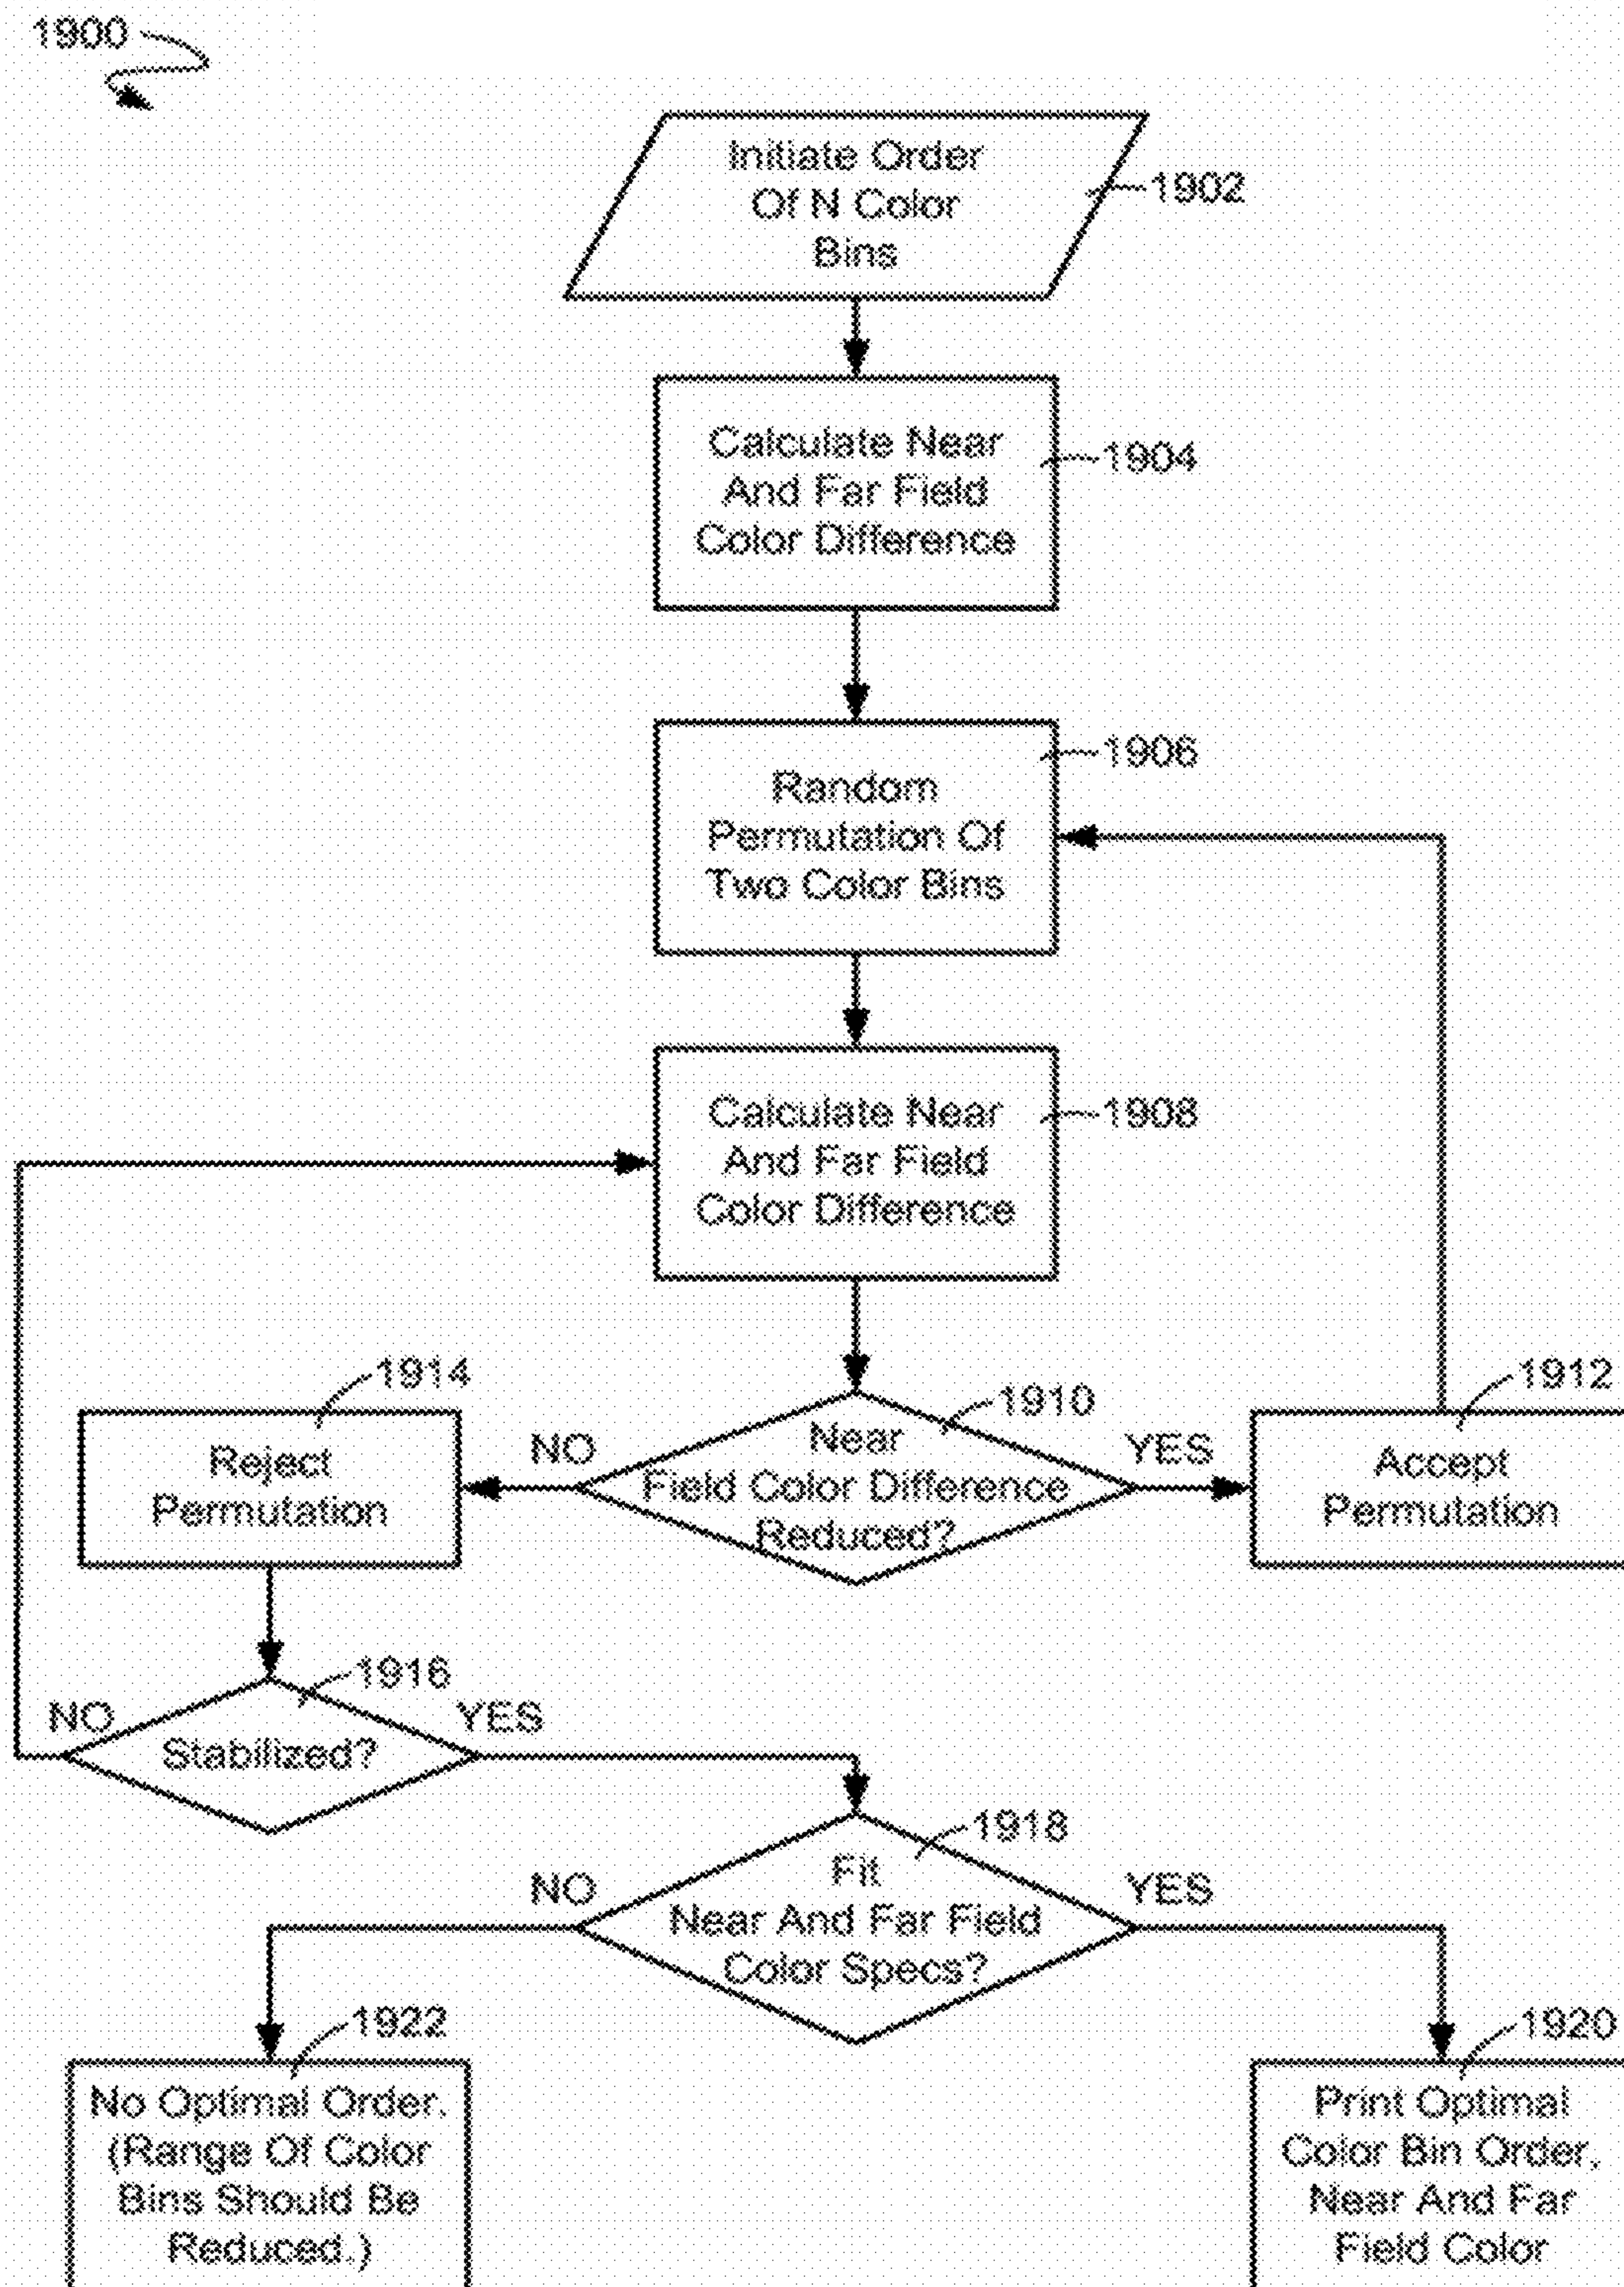 1900
Initiate Order
Of N Color
Bins
1902
Calculate Near
And Far Field
Color Difference
1904
Random
Permutation Of
Two Color Bins
1906
Calculate Near
And Far Field
Color Difference
1908
Near
Field Color Difference
Reduced?
1910
NO
YES
Reject
Permutation
1914
Accept
Permutation
1912
Stabilized?
1916
NO
YES
Fit
Near And Far Field
Color Specs?
1918
NO
YES
No Optimal Order.
(Range Of Color
Bins Should Be
Reduced.)
1922
Print Optimal
Color Bin Order,
Near And Far
Field Color
1920